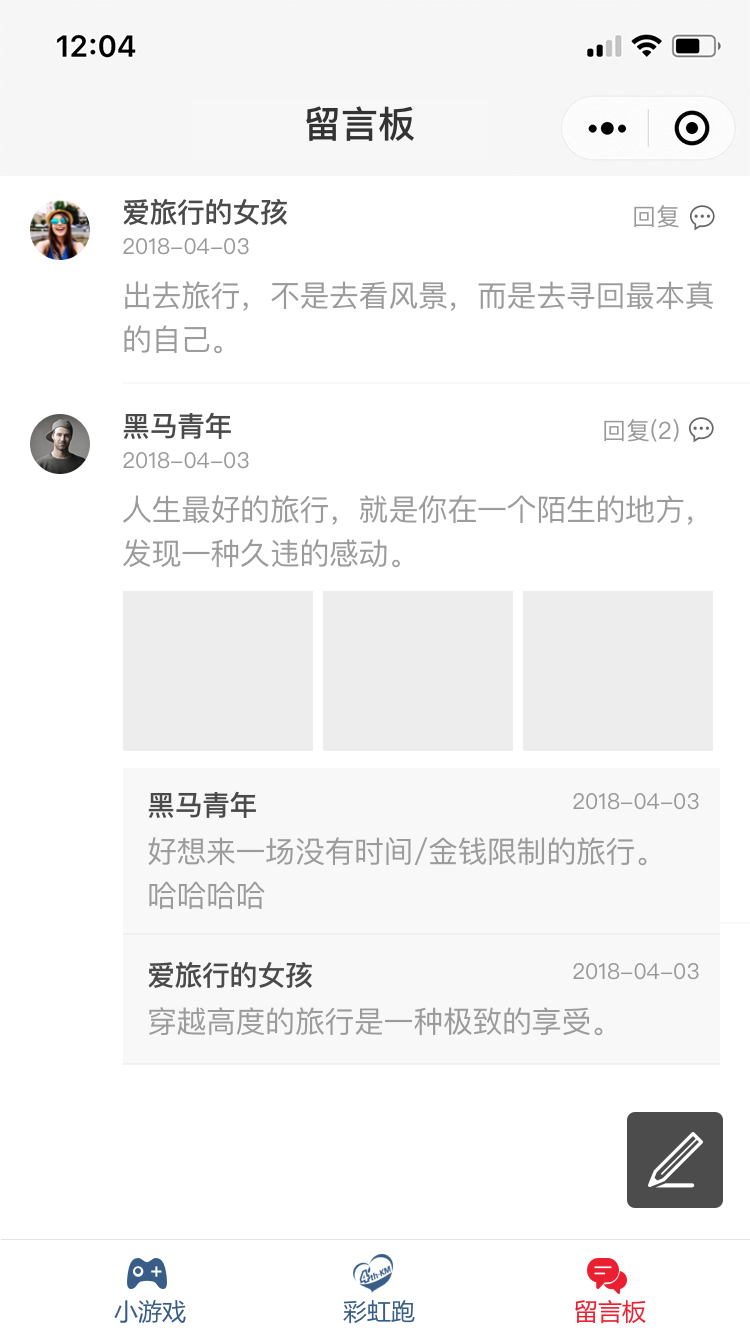 12:04
留言板
爱旅行的女孩
回复
2018-04-03
出去旅行，不是去看风景，而是去寻回最本真
的自己。
黑马青年
回复(2)
2018-04-03
人生最好的旅行，就是你在一个陌生的地方，
发现一种久违的感动。
黑马青年
2018-04-03
好想来一场没有时间/金钱限制的旅行。
哈哈哈哈
爱旅行的女孩
2018-04-03
穿越高度的旅行是一种极致的享受。
4th-KM
小游戏
彩虹跑
留言板